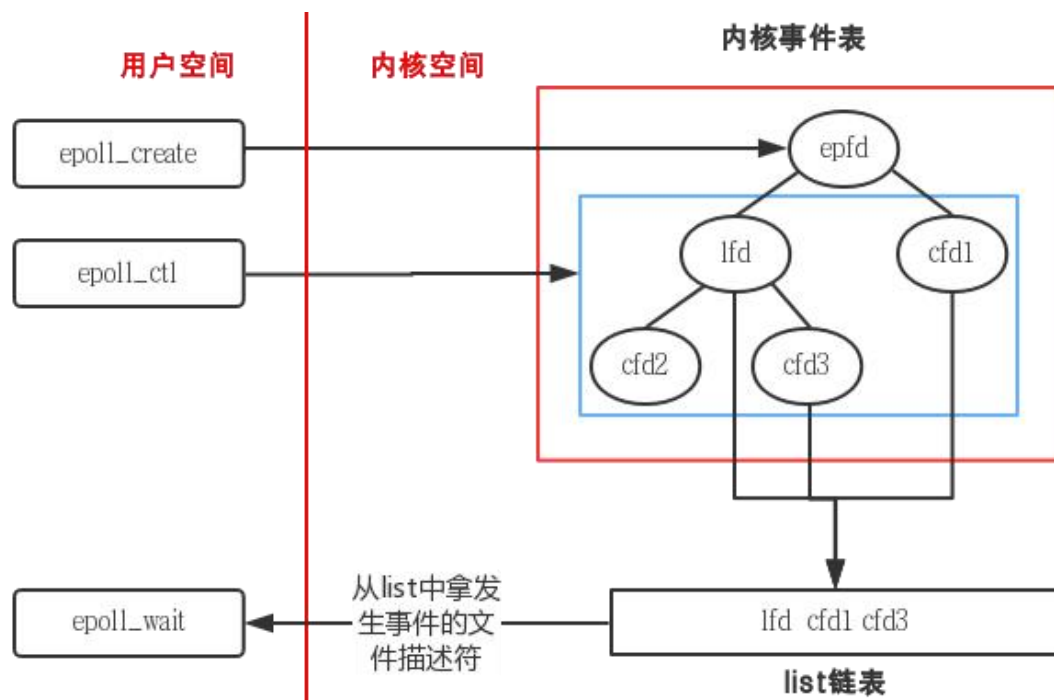 内核事件表
用户空间
内核空间
epoll_create
epfd
epoll_ctl
lfd
cfd1
cfd2
cfd3
从list中拿发
生事件的文
件描述符
epoll_wait
lfd cfd1 cfd3
list链表